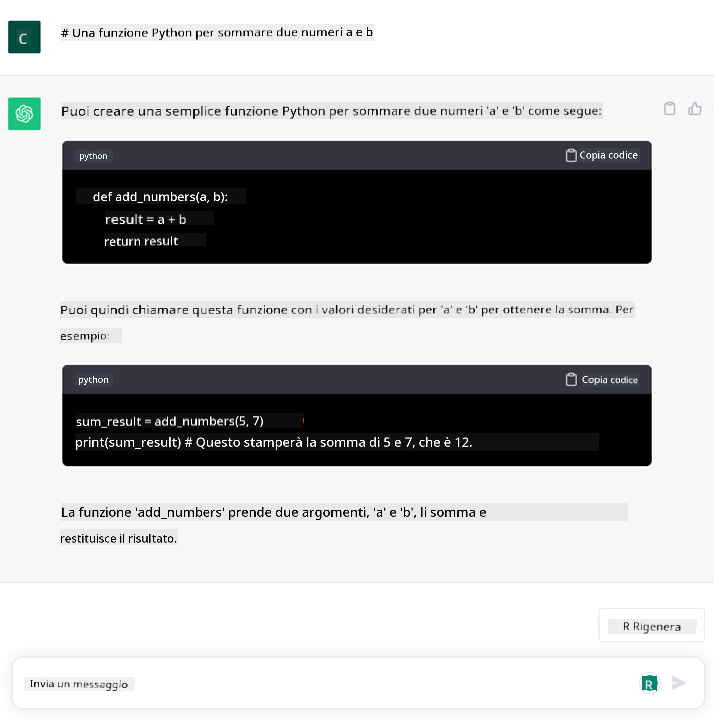 C
# Una funzione Python per sommare due numeri a e b
Puoi creare una semplice funzione Python per sommare due numeri 'a' e 'b' come segue:
python
Copia codice
def add_numbers(a, b):
result = a + b
return result
Puoi quindi chiamare questa funzione con i valori desiderati per 'a' e 'b' per ottenere la somma. Per
esempio:
python
Copia codice
sum_result = add_numbers(5, 7)
print(sum_result) # Questo stamperà la somma di 5 e 7, che è 12.
La funzione 'add_numbers' prende due argomenti, 'a' e 'b', li somma e
restituisce il risultato.
R Rigenera
Invia un messaggio
R